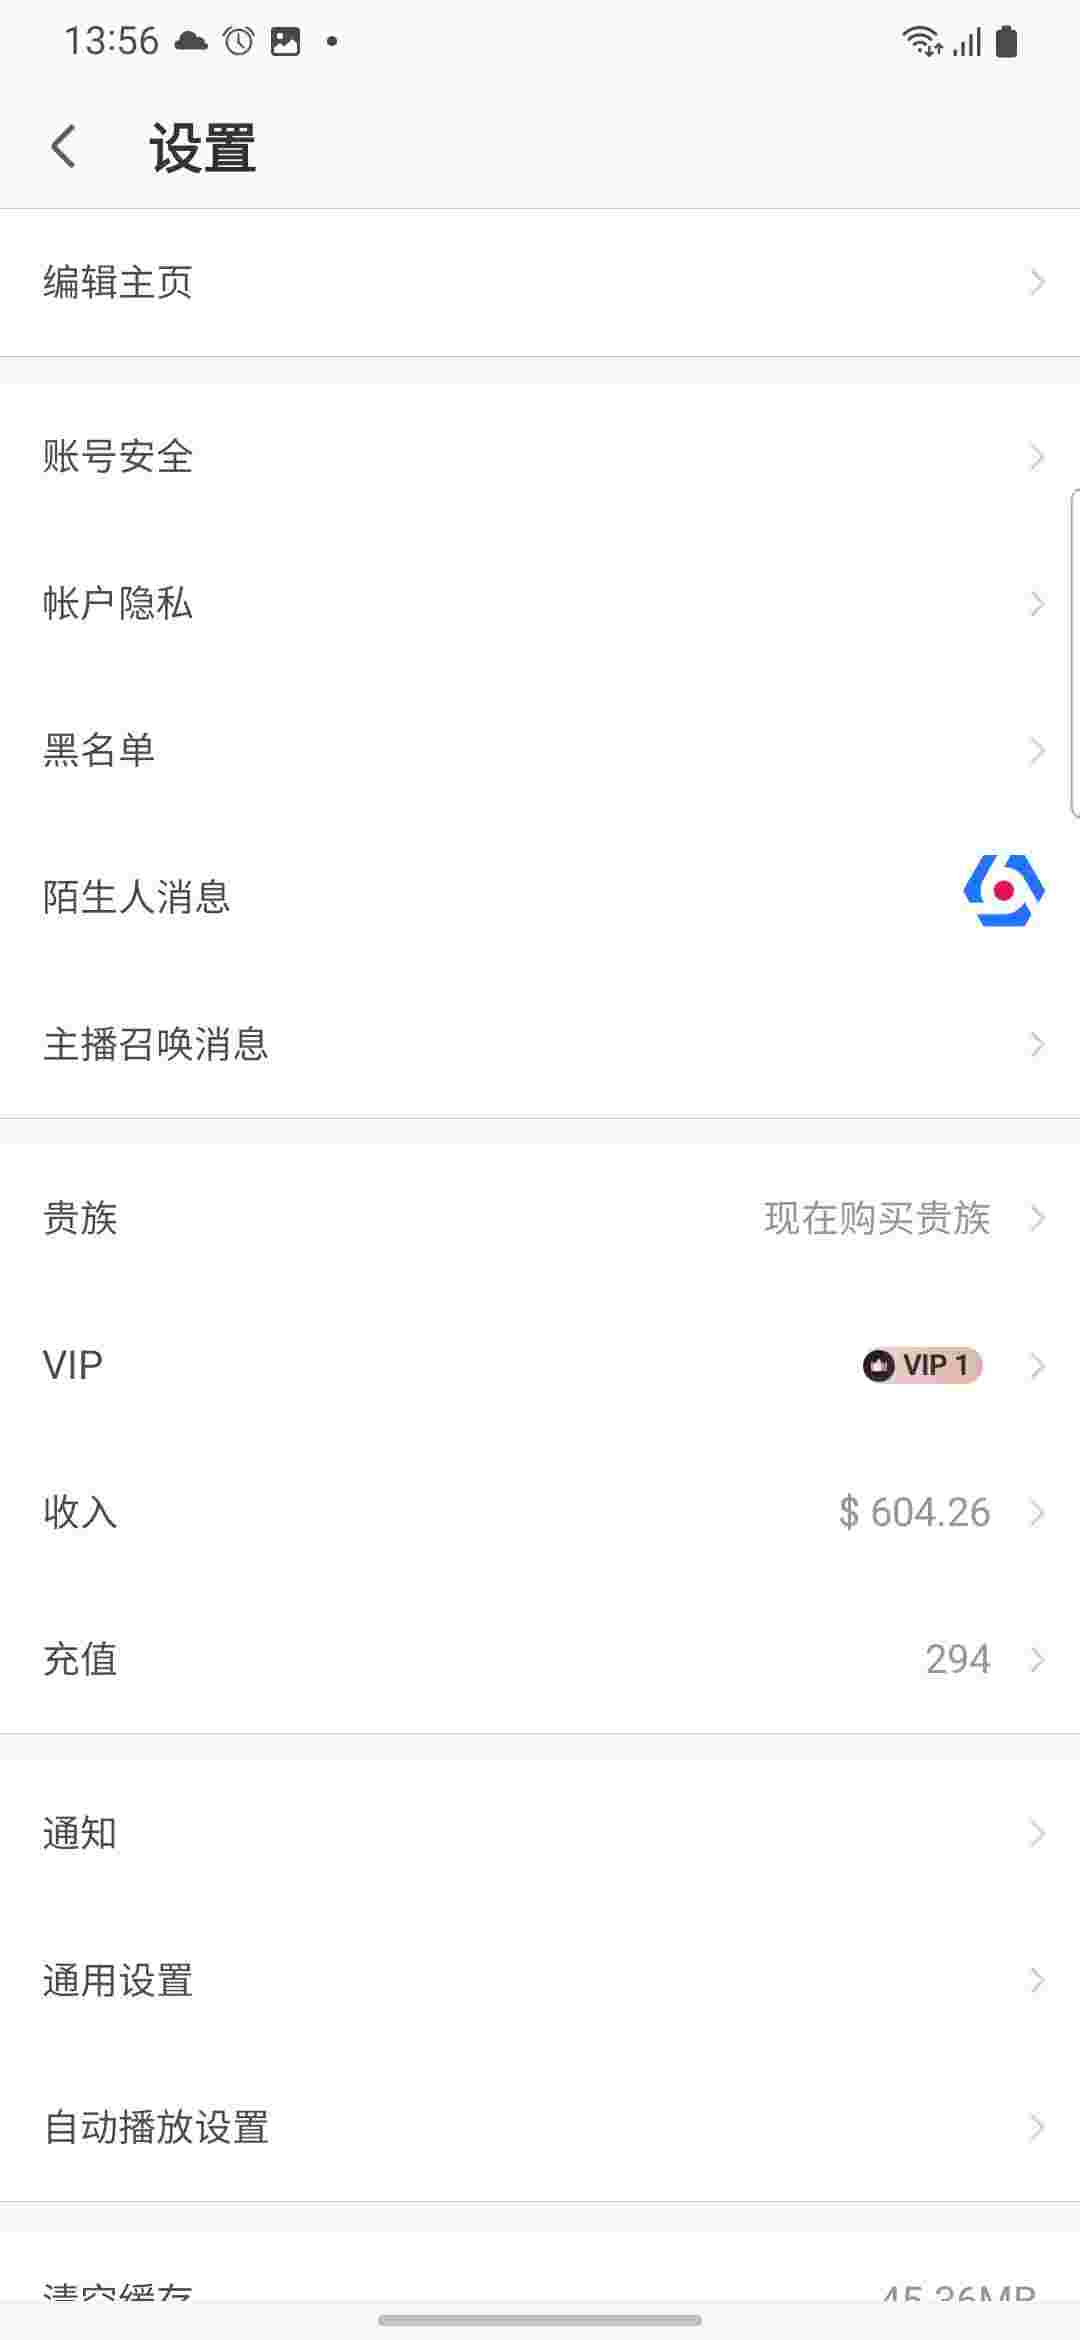 13:56
设置
编辑主页
账号安全
帐户隐私
黑名单
陌生人消息
主播召唤消息
贵族 现在购买贵族
VIP VIP 1
收入 $ 604.26
充值 294
通知
通用设置
自动播放设置
清空缓存 45.36MB